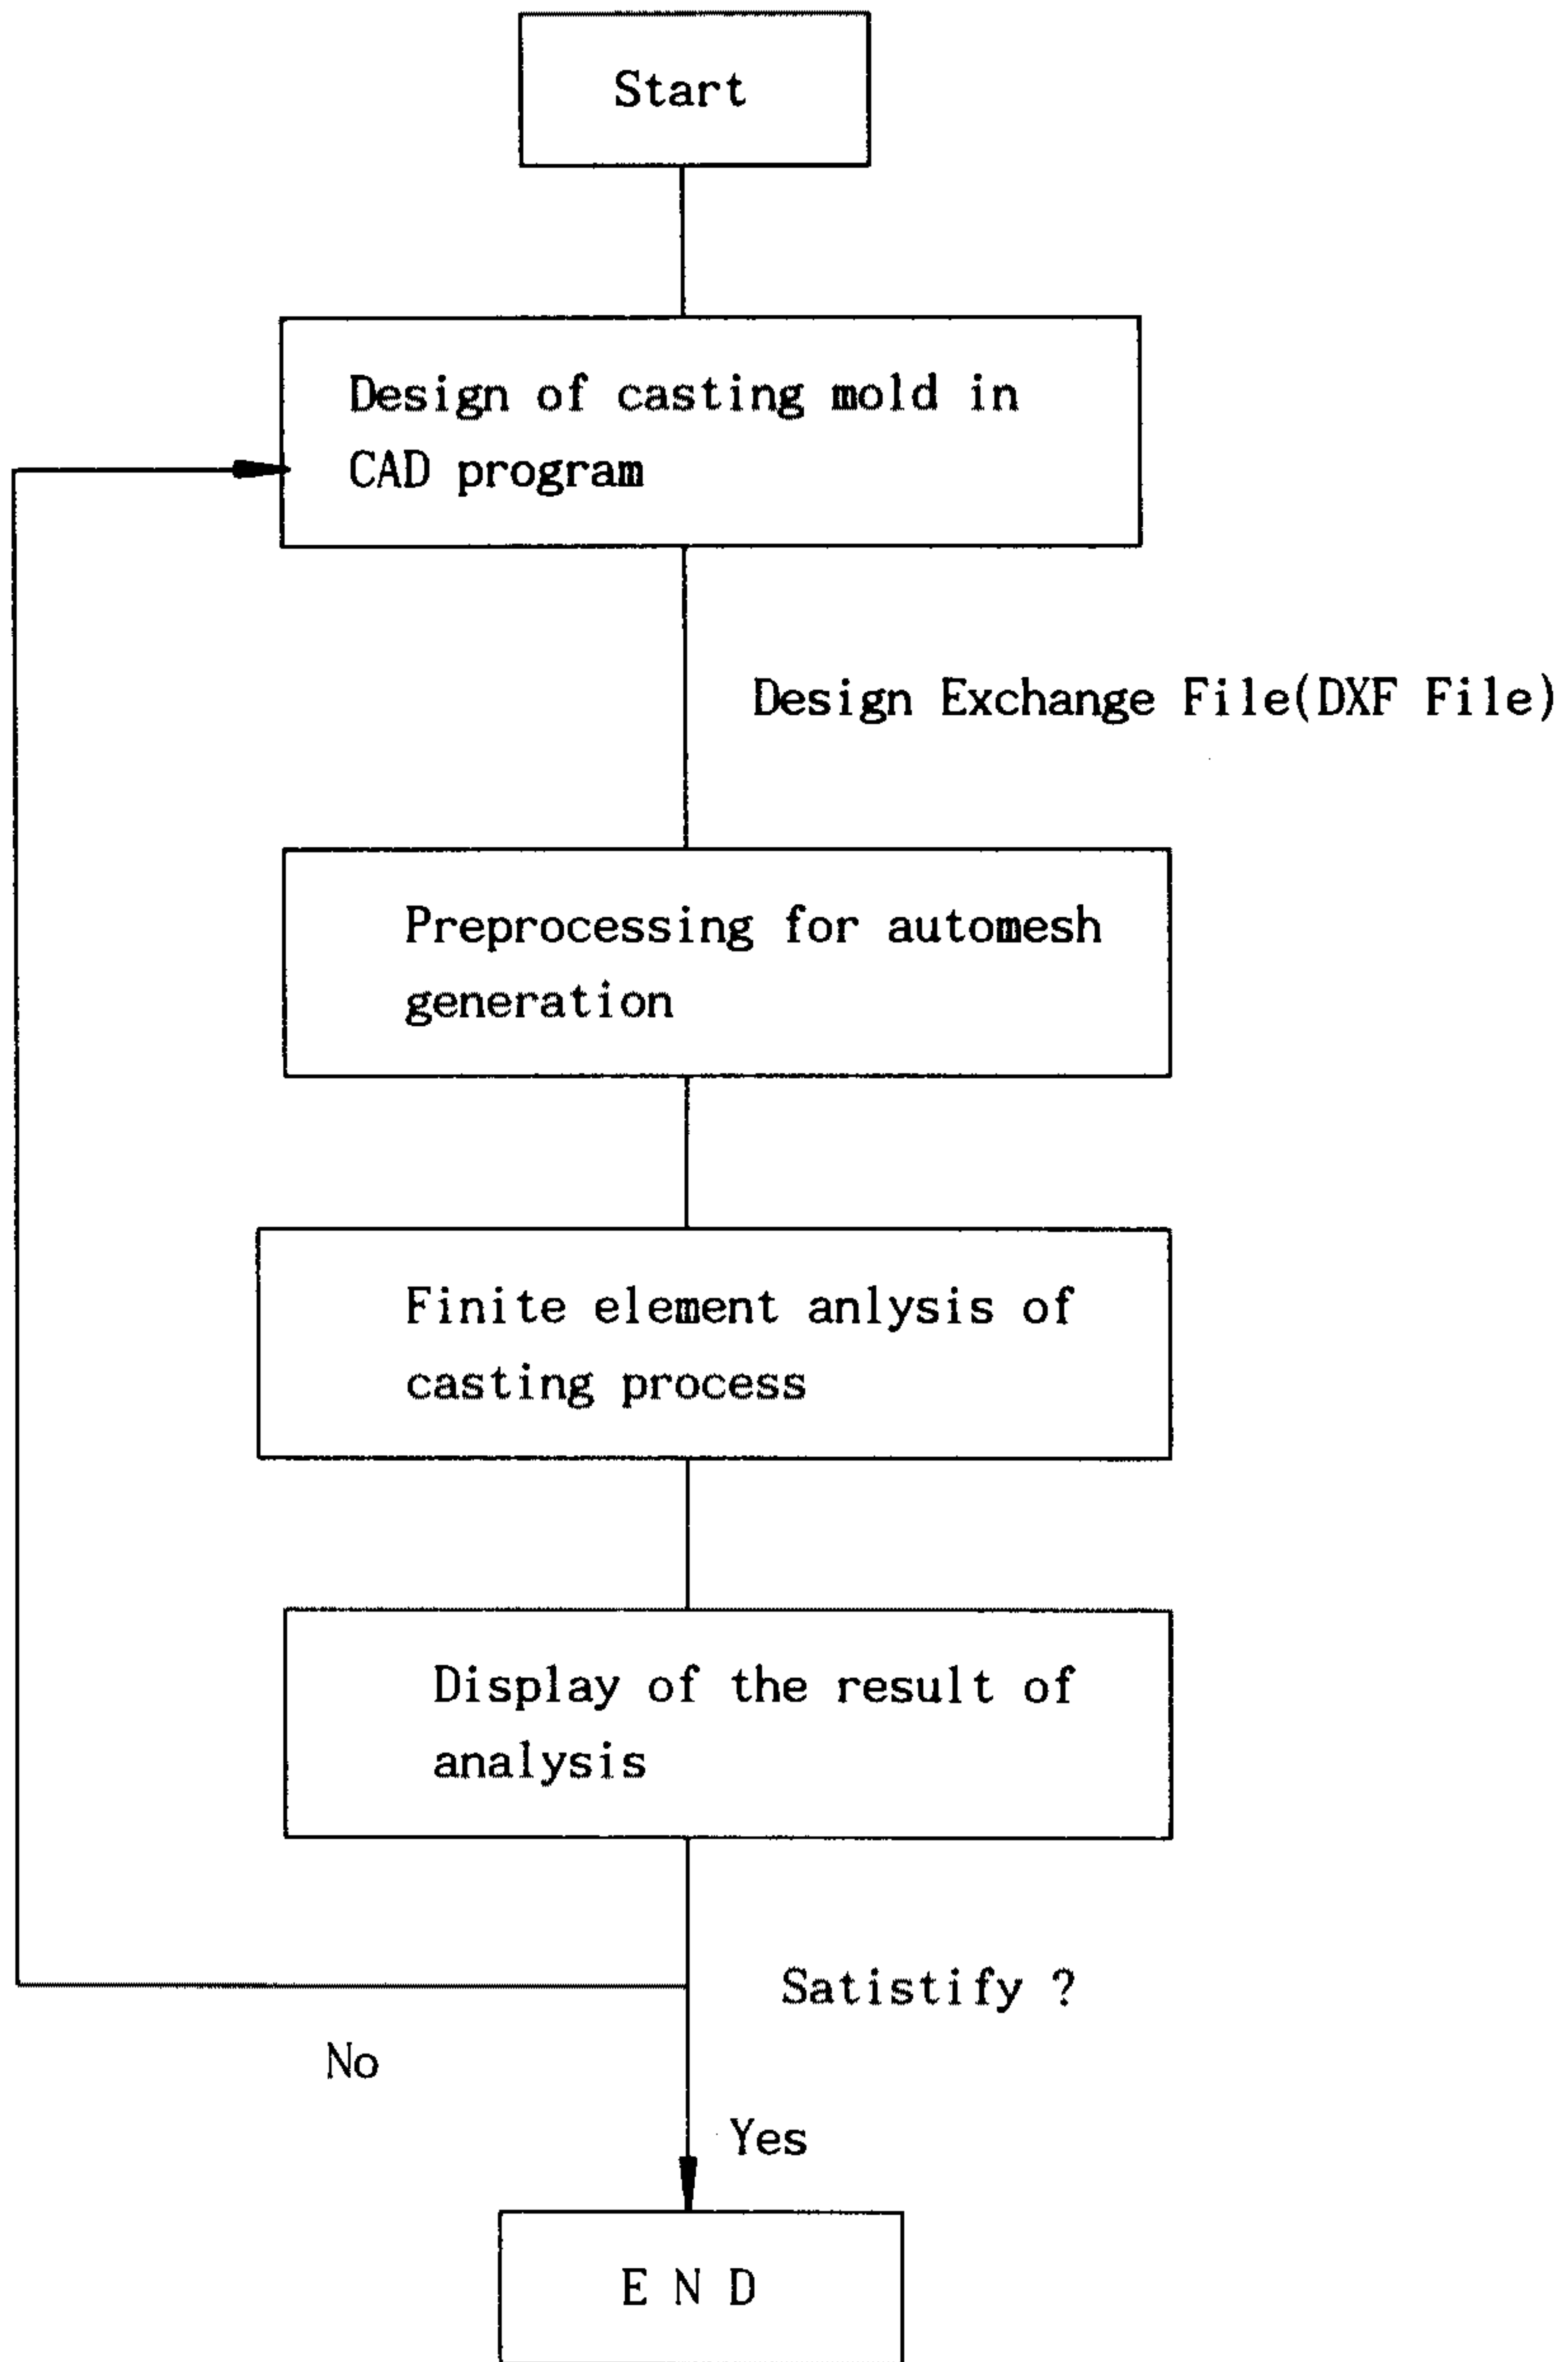 Start
Design of casting mold in
CAD program
Design Exchange File(DXF File)
Preprocessing for automesh
generation
Finite element anlysis of
casting process
Display of the result of
analysis
Satistify ?
No
Yes
E N D